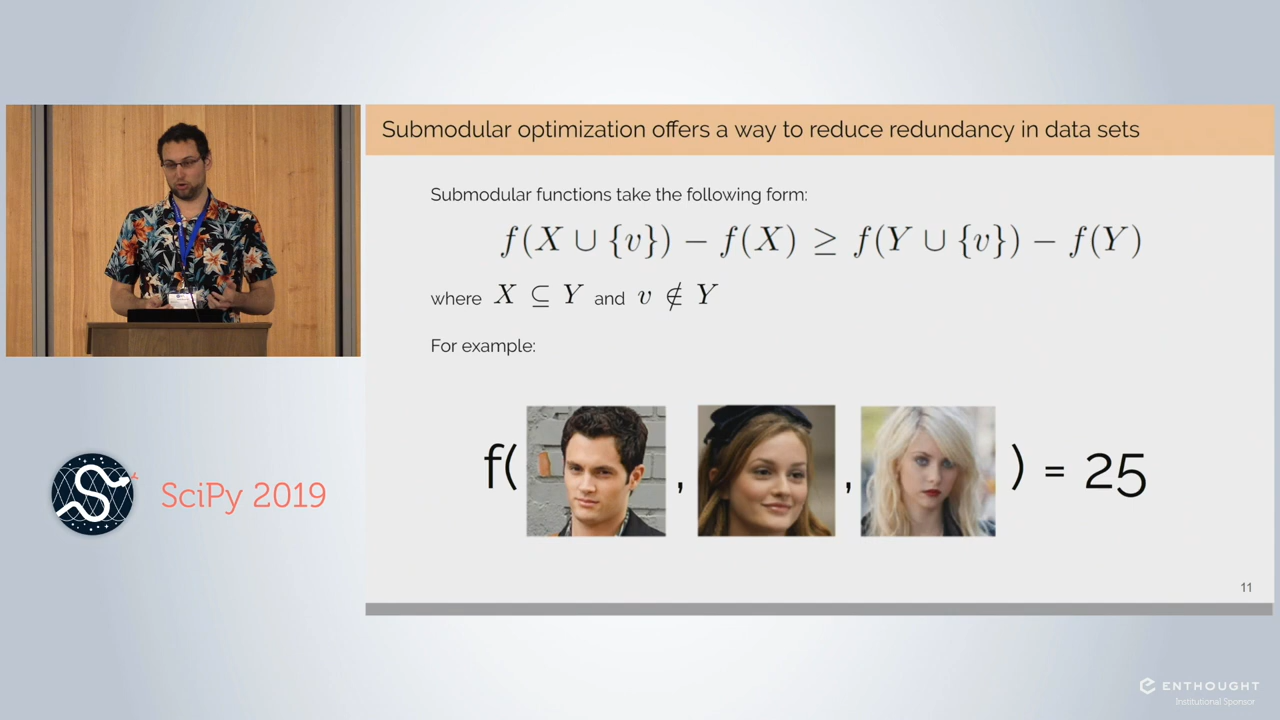 Submodular optimization offers a way to reduce redundancy in data sets
Submodular functions take the following form:
f(X ∪ {v}) − f(X) ≥ f(Y ∪ {v}) − f(Y)
where X ⊆ Y and v ∉ Y
For example:
f( , , ) = 25
11
S
SciPy 2019
ENTHOUGHT
Institutional Sponsor